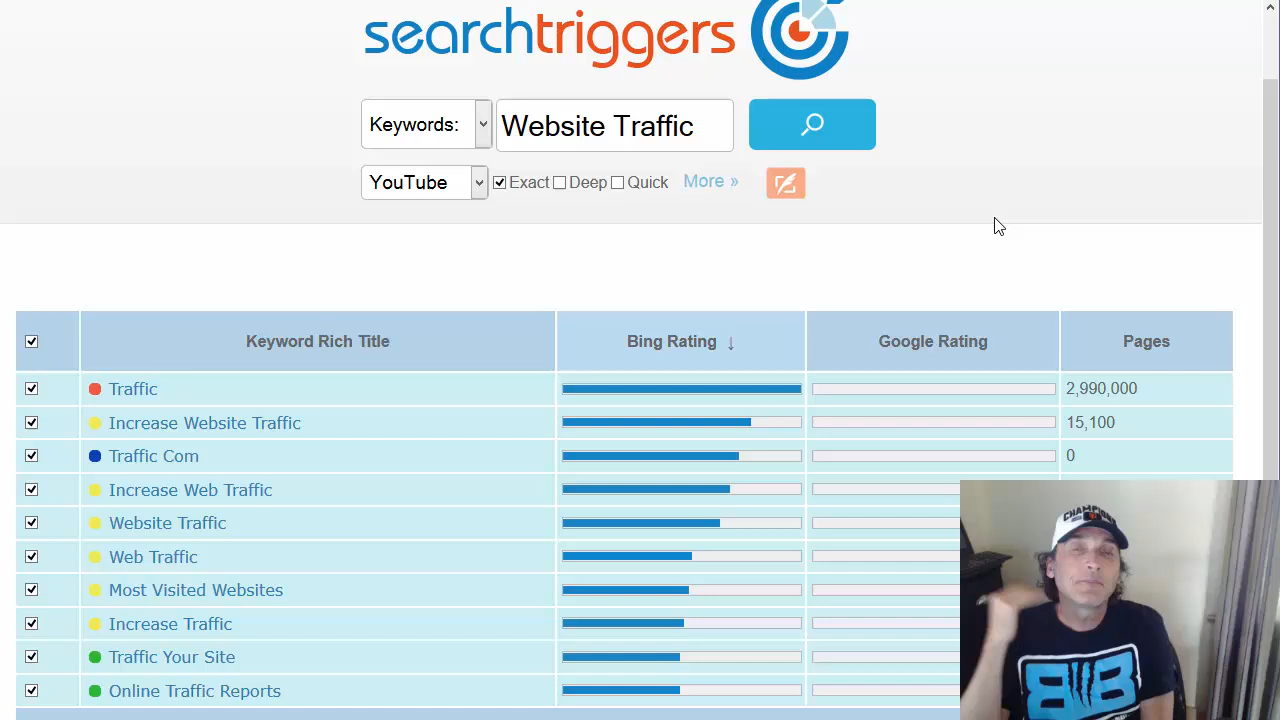 searchtriggers
Keywords: Website Traffic
YouTube Exact Deep Quick More »
Keyword Rich Title Bing Rating ↓ Google Rating Pages
Traffic 2,990,000
Increase Website Traffic 15,100
Traffic Com 0
Increase Web Traffic
Website Traffic
Web Traffic
Most Visited Websites
Increase Traffic
Traffic Your Site
Online Traffic Reports
CHAMPIONS
BWB